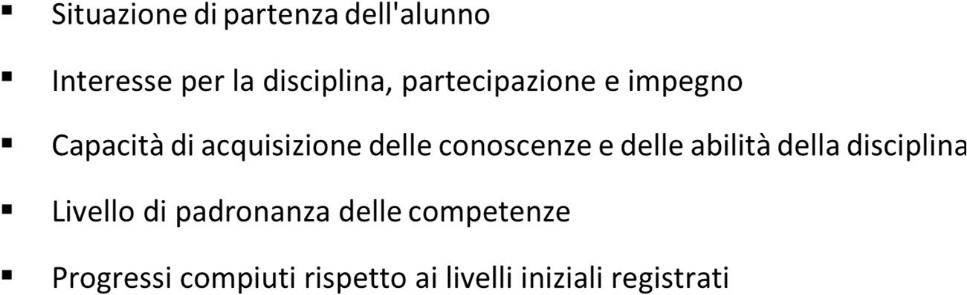 ▪ Situazione di partenza dell'alunno
▪ Interesse per la disciplina, partecipazione e impegno
▪ Capacità di acquisizione delle conoscenze e delle abilità della disciplina
▪ Livello di padronanza delle competenze
▪ Progressi compiuti rispetto ai livelli iniziali registrati